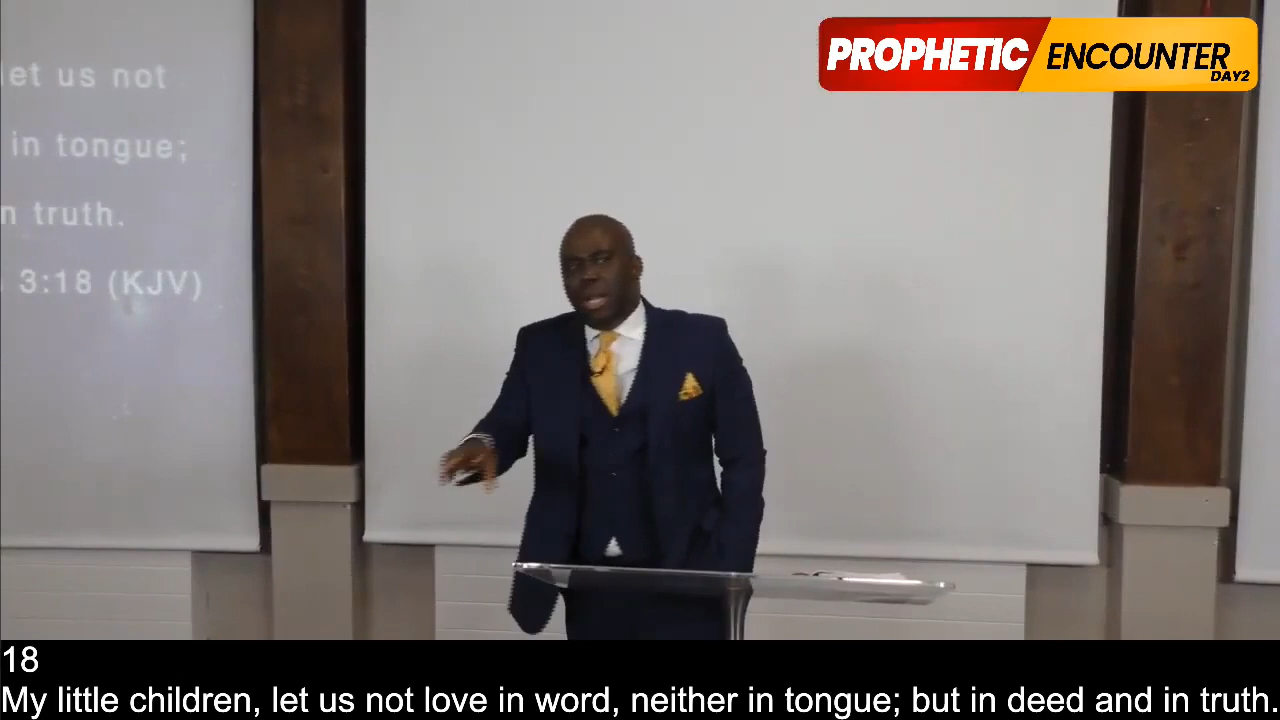 PROPHETIC ENCOUNTER
DAY2
let us not
in tongue;
n truth.
3:18 (KJV)
18
My little children, let us not love in word, neither in tongue; but in deed and in truth.